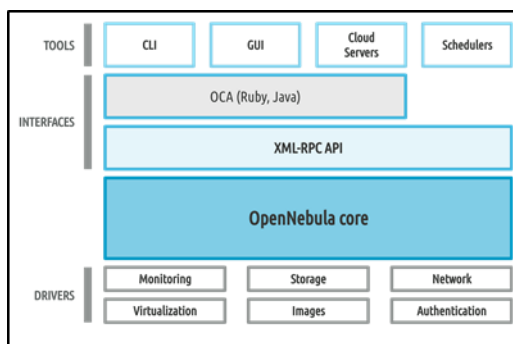 TOOLS
CLI
GUI
Cloud
Servers
Schedulers
INTERFACES
OCA (Ruby, Java)
XML-RPC API
OpenNebula core
DRIVERS
Monitoring
Storage
Network
Virtualization
Images
Authentication